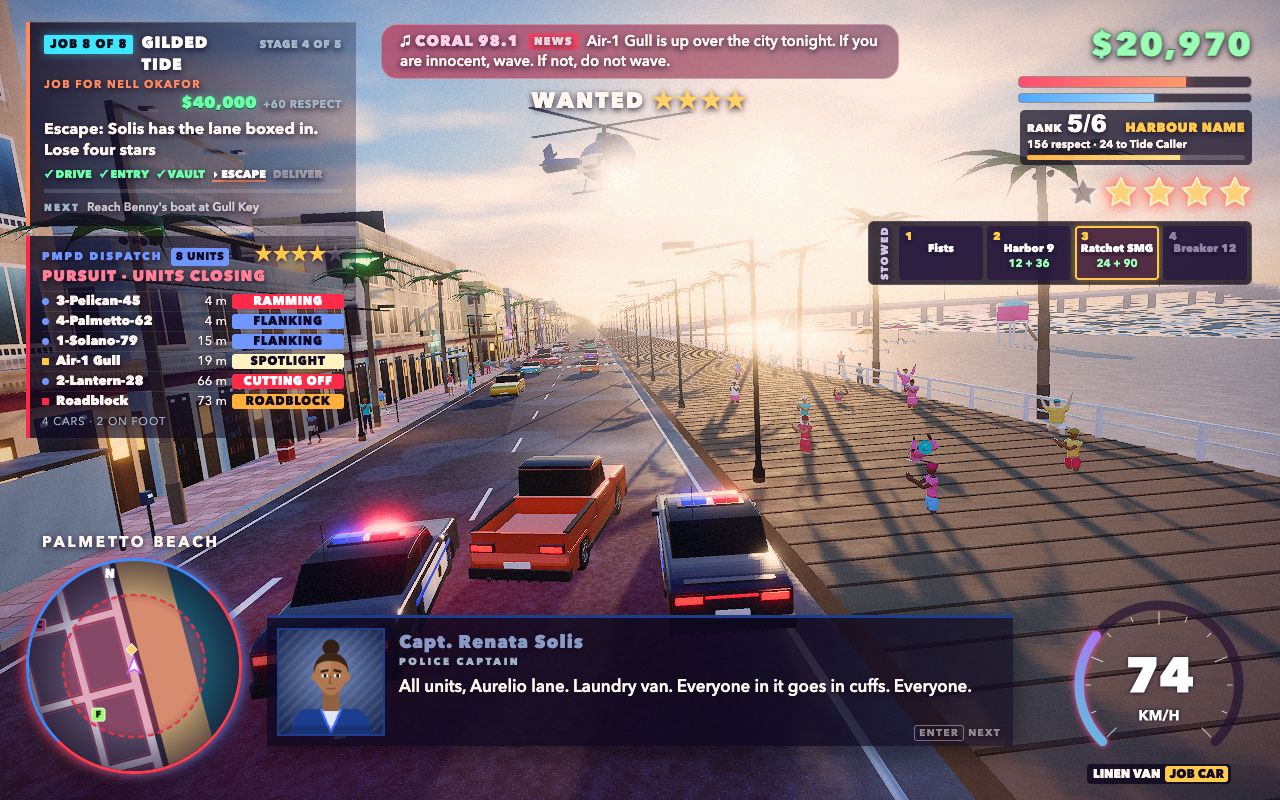 JOB 8 OF 8
GILDED TIDE
STAGE 4 OF 5
JOB FOR NELL OKAFOR
$40,000 +60 RESPECT
Escape: Solis has the lane boxed in.
Lose four stars
✓DRIVE ✓ENTRY ✓VAULT ESCAPE DELIVER
NEXT Reach Benny's boat at Gull Key
PMPD DISPATCH 8 UNITS
PURSUIT · UNITS CLOSING
3-Pelican-45 4 m RAMMING
4-Palmetto-62 4 m FLANKING
1-Solano-79 15 m FLANKING
Air-1 Gull 19 m SPOTLIGHT
2-Lantern-28 66 m CUTTING OFF
Roadblock 73 m ROADBLOCK
4 CARS · 2 ON FOOT
♫ CORAL 98.1 NEWS Air-1 Gull is up over the city tonight. If you
are innocent, wave. If not, do not wave.
WANTED
$20,970
RANK 5/6 HARBOUR NAME
156 respect · 24 to Tide Caller
STOWED
1 Fists
2 Harbor 9 12 + 36
3 Ratchet SMG 24 + 90
4 Breaker 12
PALMETTO BEACH
N
F
Capt. Renata Solis
POLICE CAPTAIN
All units, Aurelio lane. Laundry van. Everyone in it goes in cuffs. Everyone.
ENTER NEXT
74
KM/H
LINEN VAN JOB CAR